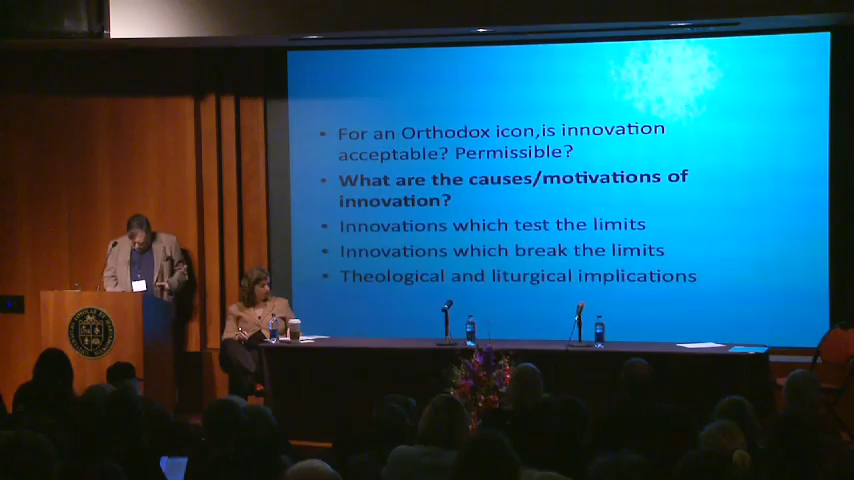 • For an Orthodox icon,is innovation
acceptable? Permissible?
• What are the causes/motivations of
innovation?
• Innovations which test the limits
• Innovations which break the limits
• Theological and liturgical implications